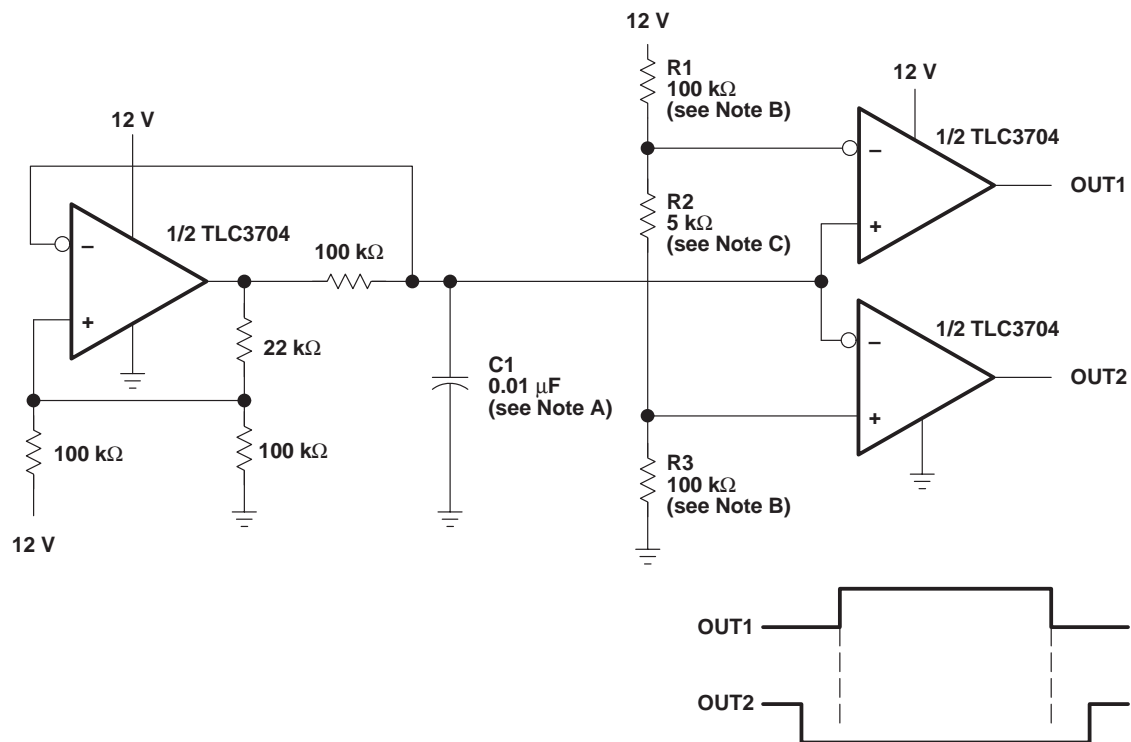 12 V
R1
100 kΩ
(see Note B)
12 V
12 V
1/2 TLC3704
−
OUT1
+
R2
5 kΩ
(see Note C)
−
1/2 TLC3704
100 kΩ
+
22 kΩ
C1
0.01 µF
(see Note A)
1/2 TLC3704
−
OUT2
+
100 kΩ
100 kΩ
12 V
R3
100 kΩ
(see Note B)
OUT1
OUT2